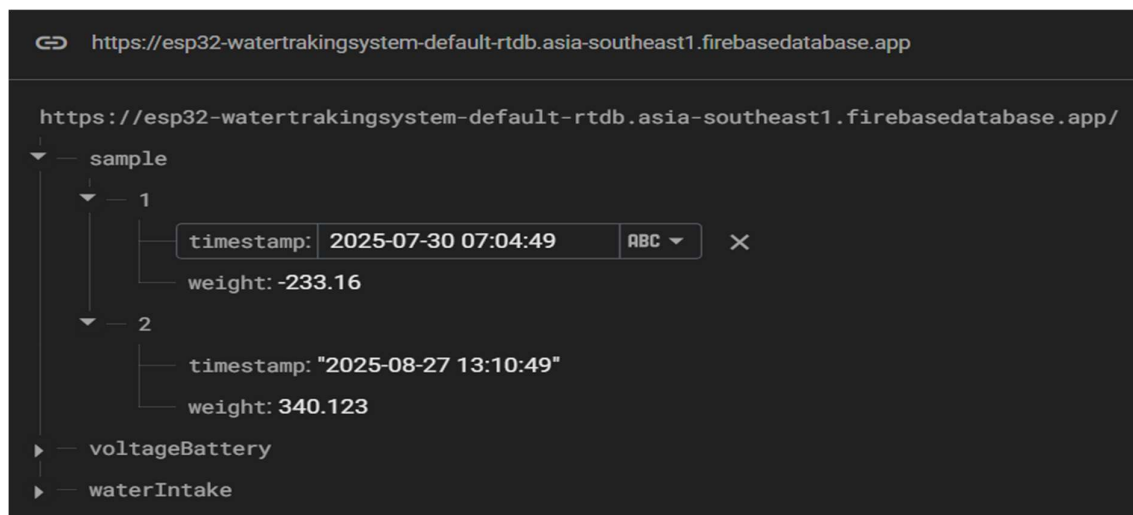 https://esp32-watertrakingsystem-default-rtdb.asia-southeast1.firebasedatabase.app
https://esp32-watertrakingsystem-default-rtdb.asia-southeast1.firebasedatabase.app/
sample
1
timestamp: 2025-07-30 07:04:49 ABC
weight: -233.16
2
timestamp: "2025-08-27 13:10:49"
weight: 340.123
voltageBattery
waterIntake